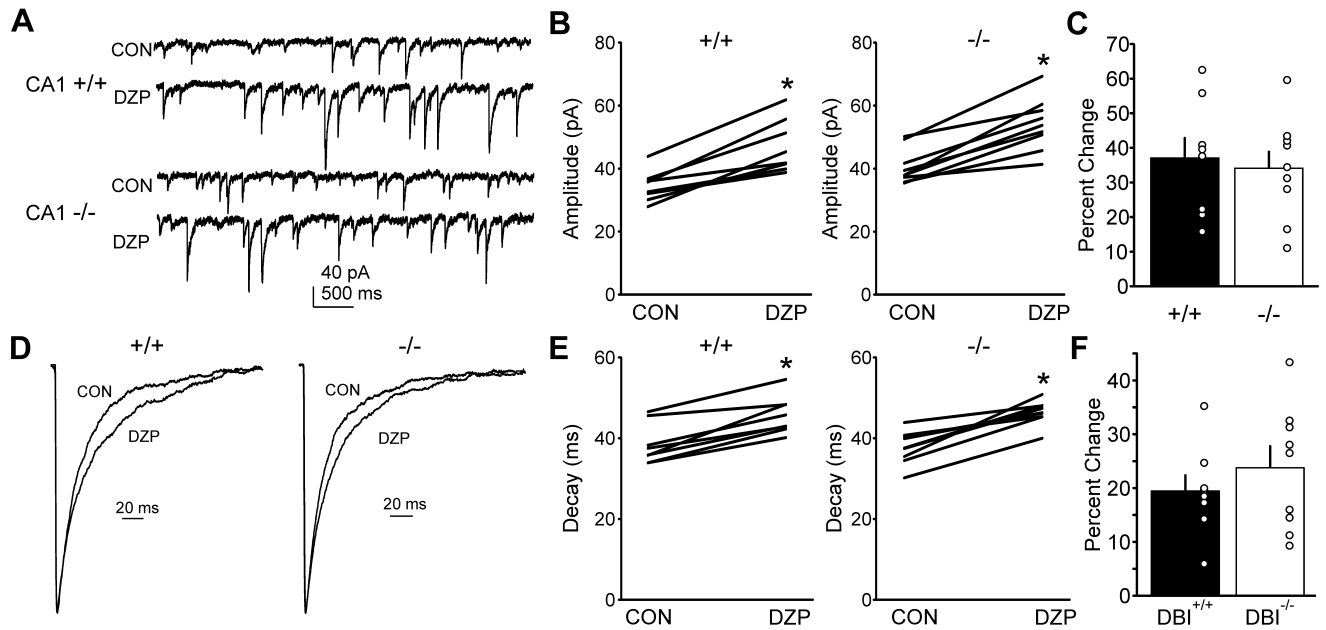 A
CON
CA1 +/+
DZP
CON
CA1 -/-
DZP
40 pA
500 ms
B
+/+
80
60
40
20
0
Amplitude (pA)
*
CON
DZP
-/-
80
60
40
20
0
Amplitude (pA)
*
CON
DZP
C
70
60
50
40
30
20
10
0
Percent Change
+/+
-/-
D
+/+
CON
DZP
20 ms
-/-
CON
DZP
20 ms
E
+/+
60
40
20
0
Decay (ms)
*
CON
DZP
-/-
60
40
20
0
Decay (ms)
*
CON
DZP
F
40
30
20
10
0
Percent Change
DBI+/+
DBI-/-